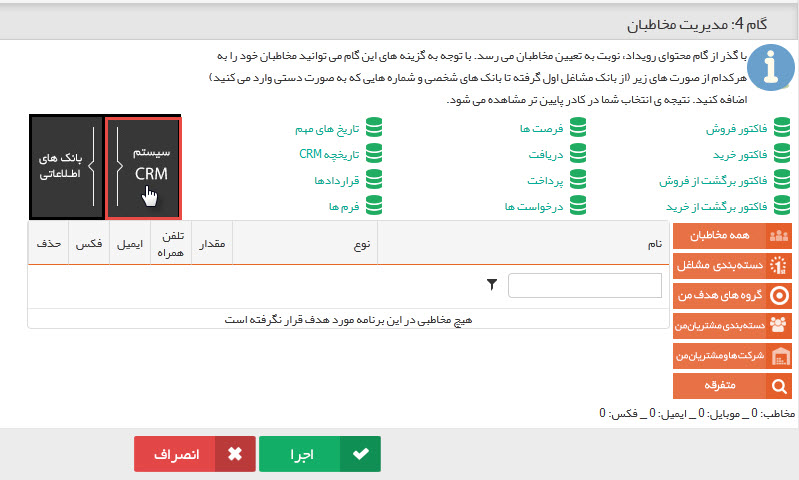 گام 4: مدیریت مخاطبان
با گذر از گام محتوای رویداد، نوبت به تعیین مخاطبان می رسد. با توجه به گزینه های این گام می توانید مخاطبان خود را به
هرکدام از صورت های زیر (از بانک مشاغل اول گرفته تا بانک های شخصی و شماره هایی که به صورت دستی وارد می کنید)
اضافه کنید. نتیجه ی انتخاب شما در کادر پایین تر مشاهده می شود.
فاکتور فروش
فرصت ها
تاریخ های مهم
فاکتور خرید
دریافت
تاریخچه CRM
فاکتور برگشت از فروش
پرداخت
قراردادها
فاکتور برگشت از خرید
درخواست ها
فرم ها
سیستم
CRM
بانک های
اطلاعاتی
همه مخاطبان
دسته‌بندی مشاغل
گروه های هدف من
دسته‌بندی مشتریان‌من
شرکت‌ها‌و‌مشتریان‌من
متفرقه
نام
نوع
مقدار
تلفن
همراه
ایمیل
فکس
حذف
هیچ مخاطبی در این برنامه مورد هدف قرار نگرفته است
مخاطب: 0 _ موبایل: 0 _ ایمیل: 0 _ فکس: 0
اجرا
انصراف